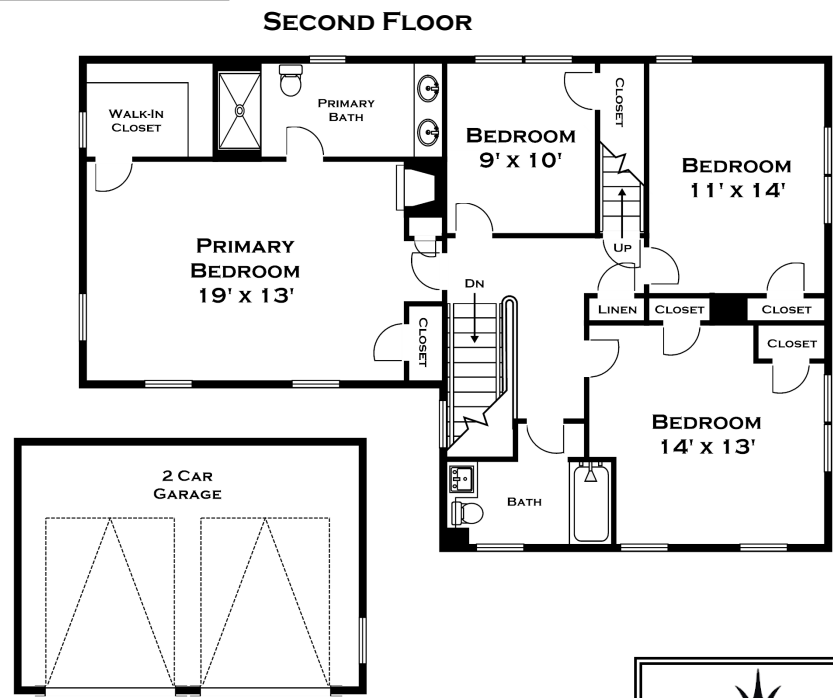 SECOND FLOOR
WALK-IN
CLOSET
PRIMARY
BATH
BEDROOM
9' X 10'
CLOSET
BEDROOM
11' X 14'
PRIMARY
BEDROOM
19' X 13'
UP
DN
LINEN
CLOSET
CLOSET
CLOSET
CLOSET
BEDROOM
14' X 13'
BATH
2 CAR
GARAGE